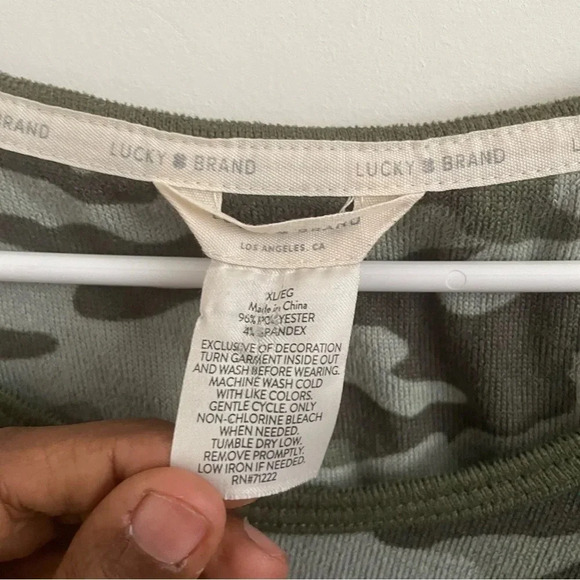 RAND
LUCKY BRAND
LUCKY BRAND
BRAND
LOS ANGELES, CA
XL/EG
Made in China
96% POLYESTER
4% SPANDEX
EXCLUSIVE OF DECORATION
TURN GARMENT INSIDE OUT
AND WASH BEFORE WEARING.
MACHINE WASH COLD
WITH LIKE COLORS.
GENTLE CYCLE. ONLY
NON-CHLORINE BLEACH
WHEN NEEDED.
TUMBLE DRY LOW.
REMOVE PROMPTLY.
LOW IRON IF NEEDED.
RN#71222